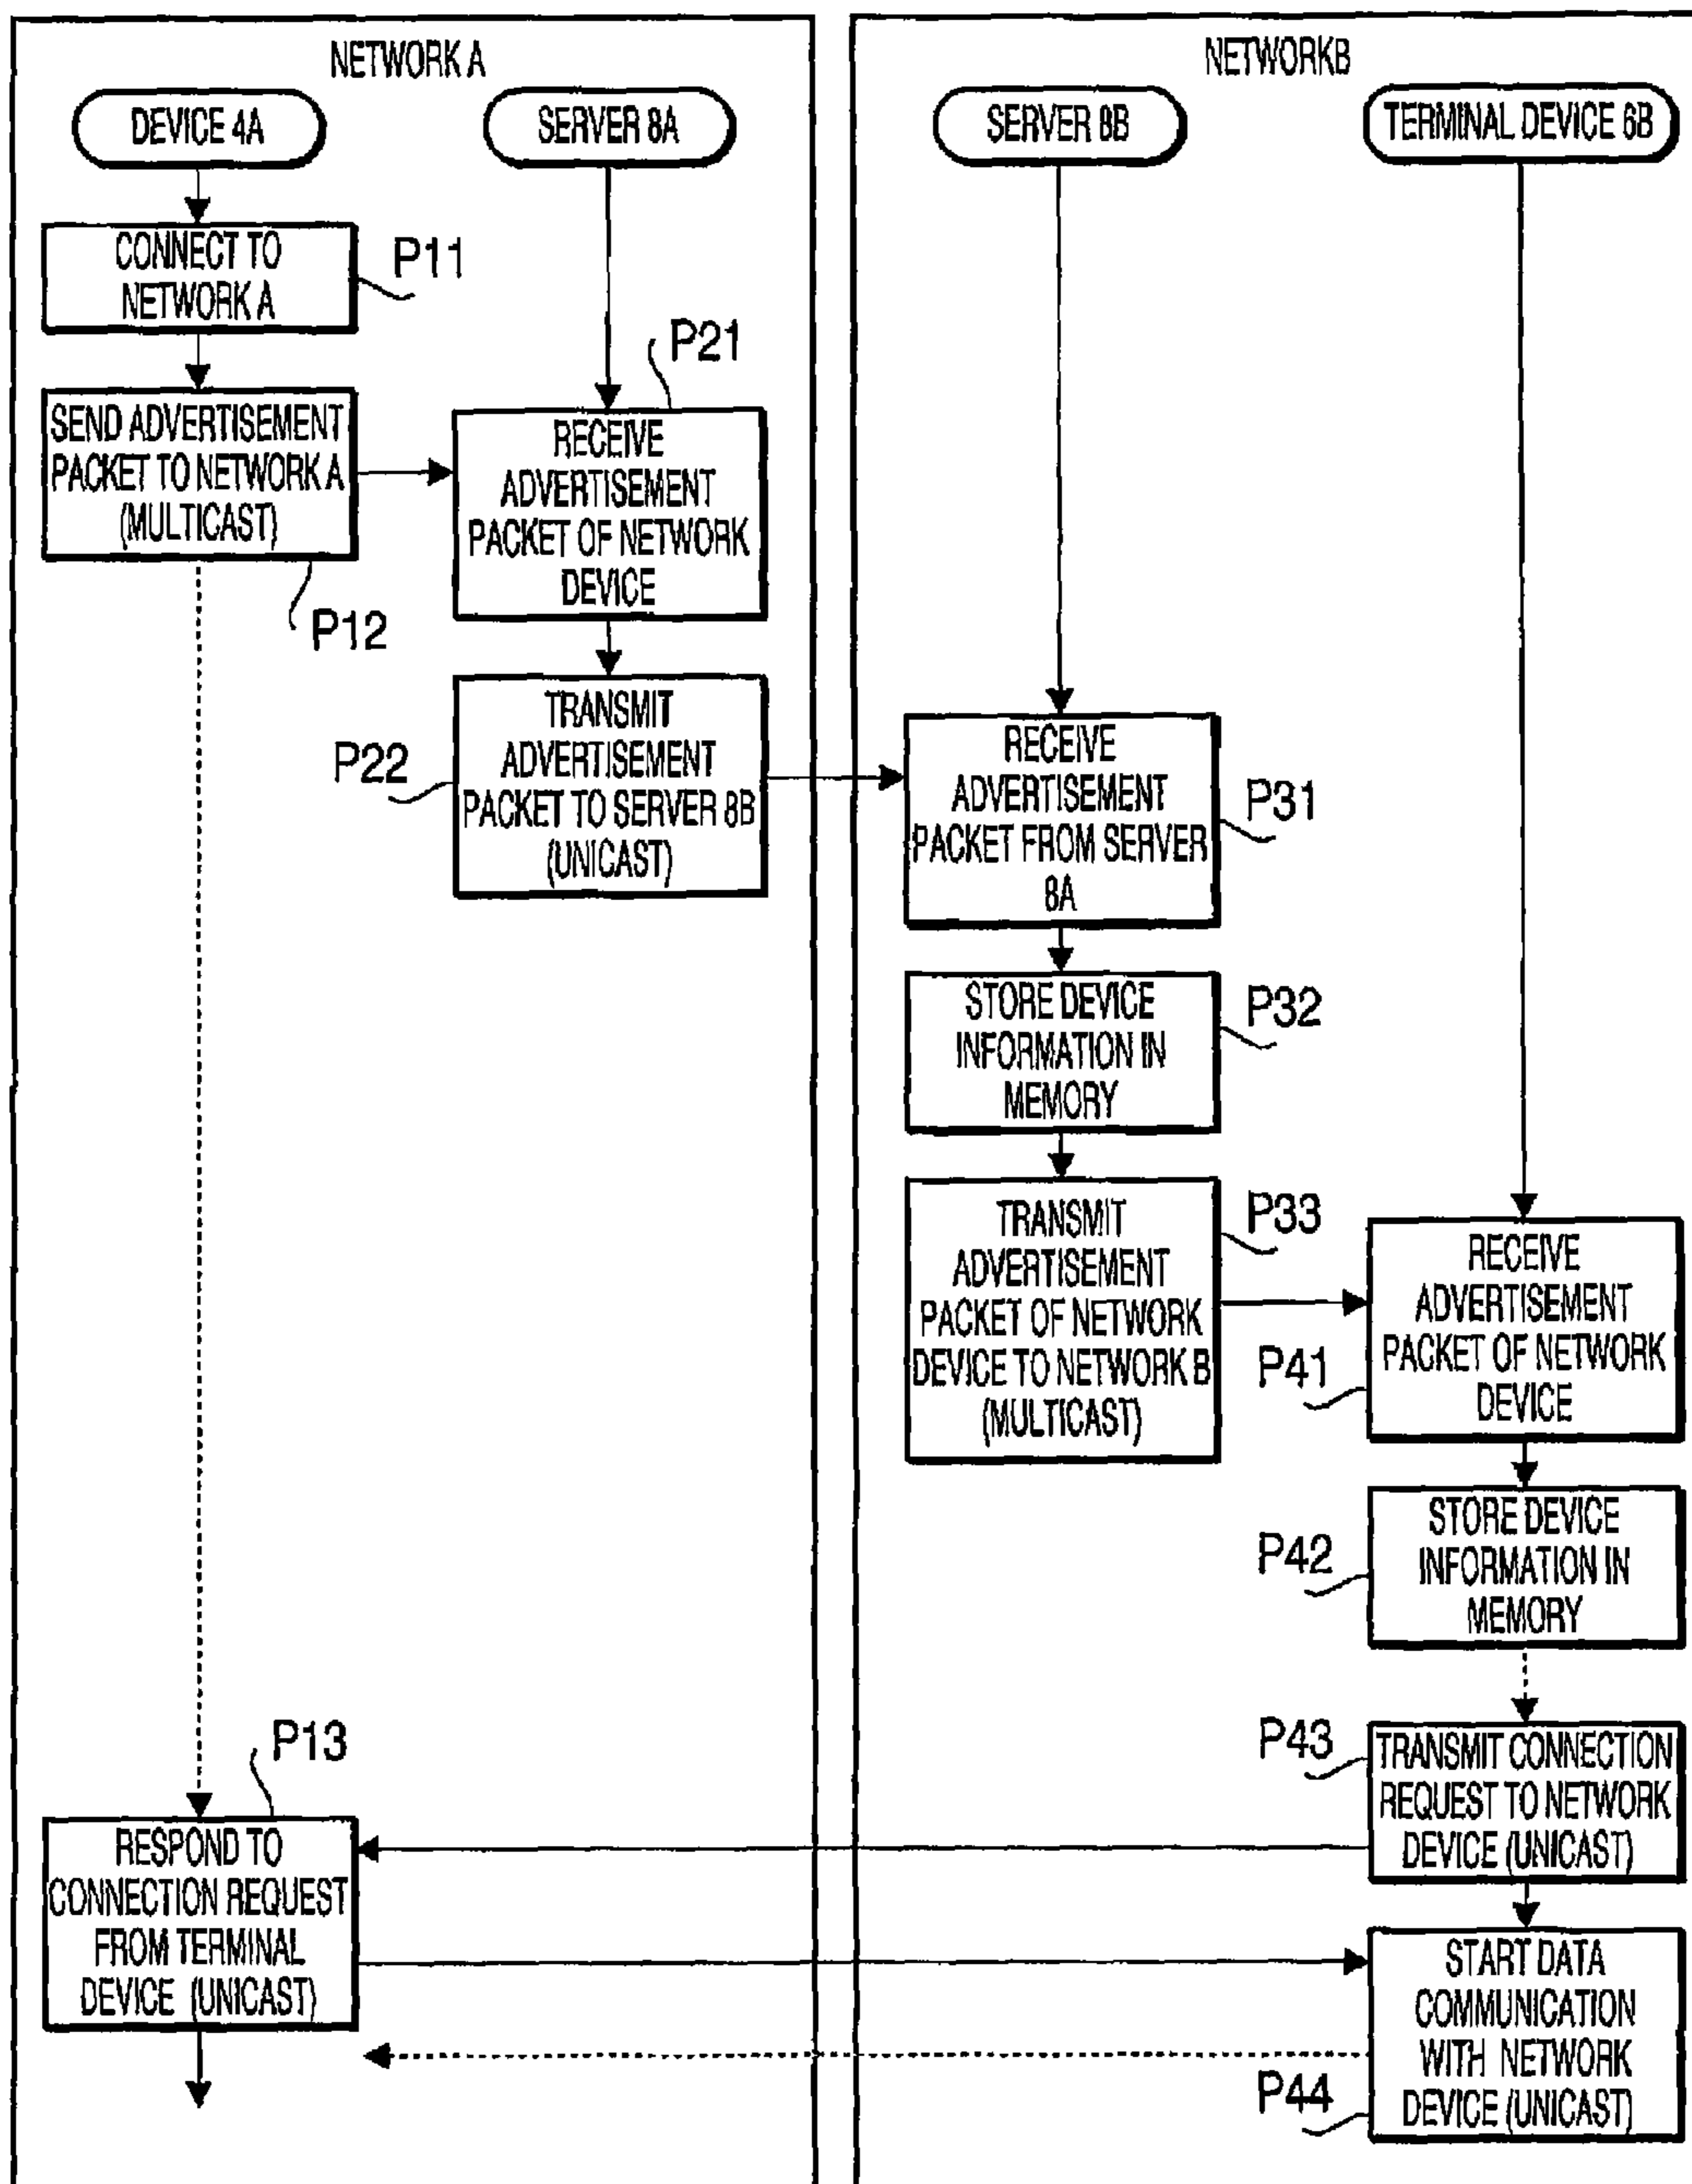 NETWORK A
DEVICE 4A
SERVER 8A
CONNECT TO
NETWORK A
P11
SEND ADVERTISEMENT
PACKET TO NETWORK A
(MULTICAST)
P12
P21
RECEIVE
ADVERTISEMENT
PACKET OF NETWORK
DEVICE
P22
TRANSMIT
ADVERTISEMENT
PACKET TO SERVER 8B
(UNICAST)
P13
RESPOND TO
CONNECTION REQUEST
FROM TERMINAL
DEVICE (UNICAST)
NETWORKB
SERVER 8B
TERMINAL DEVICE 6B
RECEIVE
ADVERTISEMENT
PACKET FROM SERVER
8A
P31
STORE DEVICE
INFORMATION IN
MEMORY
P32
TRANSMIT
ADVERTISEMENT
PACKET OF NETWORK
DEVICE TO NETWORK B
(MULTICAST)
P33
RECEIVE
ADVERTISEMENT
PACKET OF NETWORK
DEVICE
P41
STORE DEVICE
INFORMATION IN
MEMORY
P42
P43
TRANSMIT CONNECTION
REQUEST TO NETWORK
DEVICE (UNICAST)
START DATA
COMMUNICATION
WITH NETWORK
DEVICE (UNICAST)
P44